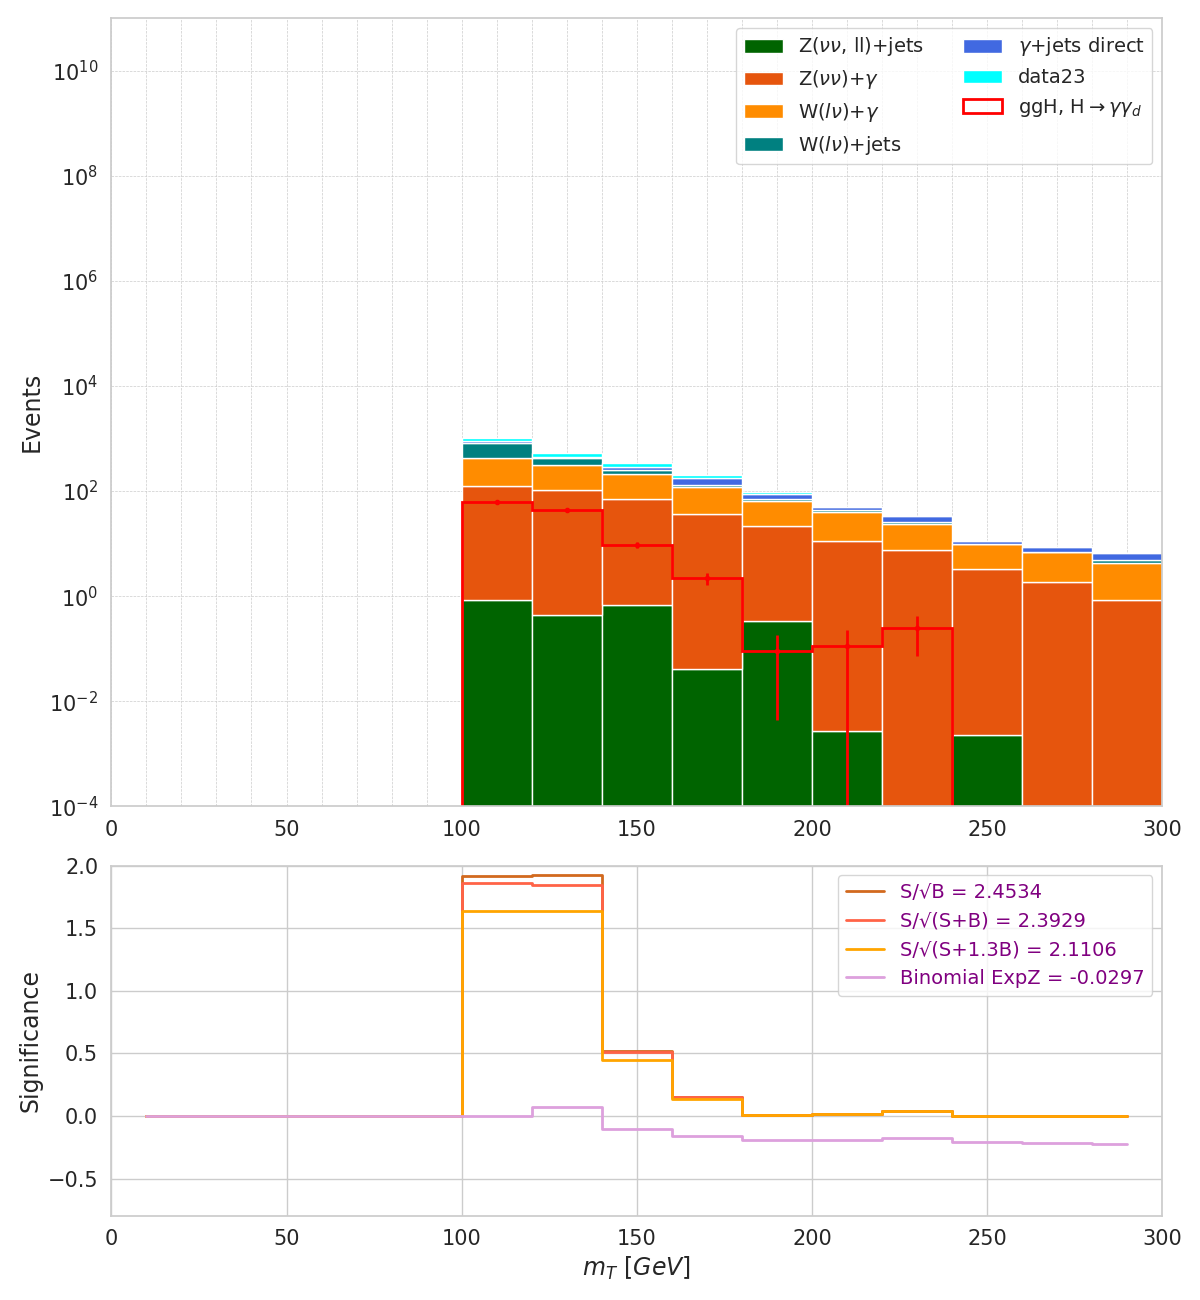 Z(νν, ll)+jets
Z(νν)+γ
W(lν)+γ
W(lν)+jets
γ+jets direct
data23
ggH, H→γγ_d
10^10
10^8
10^6
10^4
10^2
10^0
10^−2
10^−4
Events
0 50 100 150 200 250 300
S/√B = 2.4534
S/√(S+B) = 2.3929
S/√(S+1.3B) = 2.1106
Binomial ExpZ = -0.0297
2.0
1.5
1.0
0.5
0.0
−0.5
Significance
0 50 100 150 200 250 300
m_T [GeV]